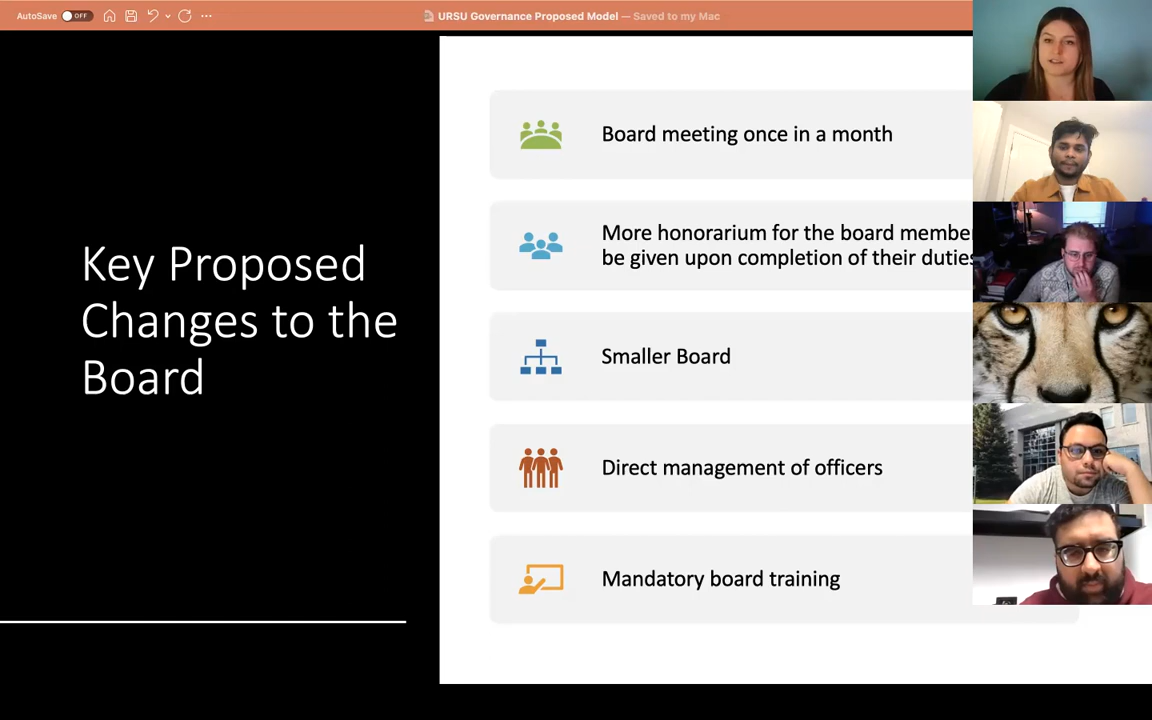 AutoSave OFF
URSU Governance Proposed Model — Saved to my Mac
Key Proposed
Changes to the
Board
Board meeting once in a month
More honorarium for the board
be given upon completion of their duties
Smaller Board
Direct management of officers
Mandatory board training